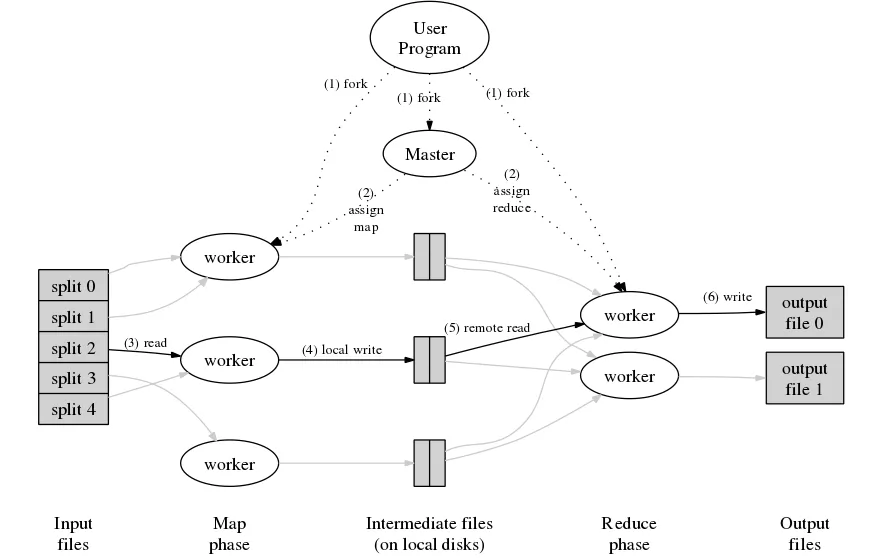 User
Program
(1) fork
(1) fork
(1) fork
Master
(2)
assign
map
(2)
assign
reduce
worker
split 0
split 1
split 2
split 3
split 4
(3) read
worker
(4) local write
(5) remote read
worker
worker
worker
(6) write
output
file 0
output
file 1
Input
files
Map
phase
Intermediate files
(on local disks)
Reduce
phase
Output
files